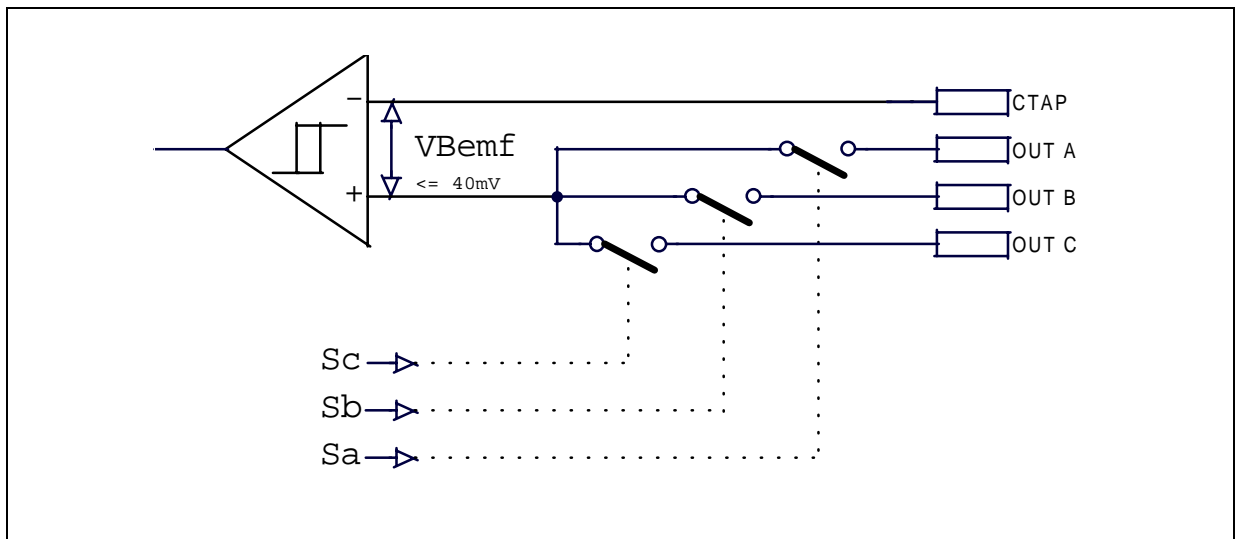 −
CTAP
VBemf
OUT A
<= 40mV
+
OUT B
OUT C
Sc
Sb
Sa